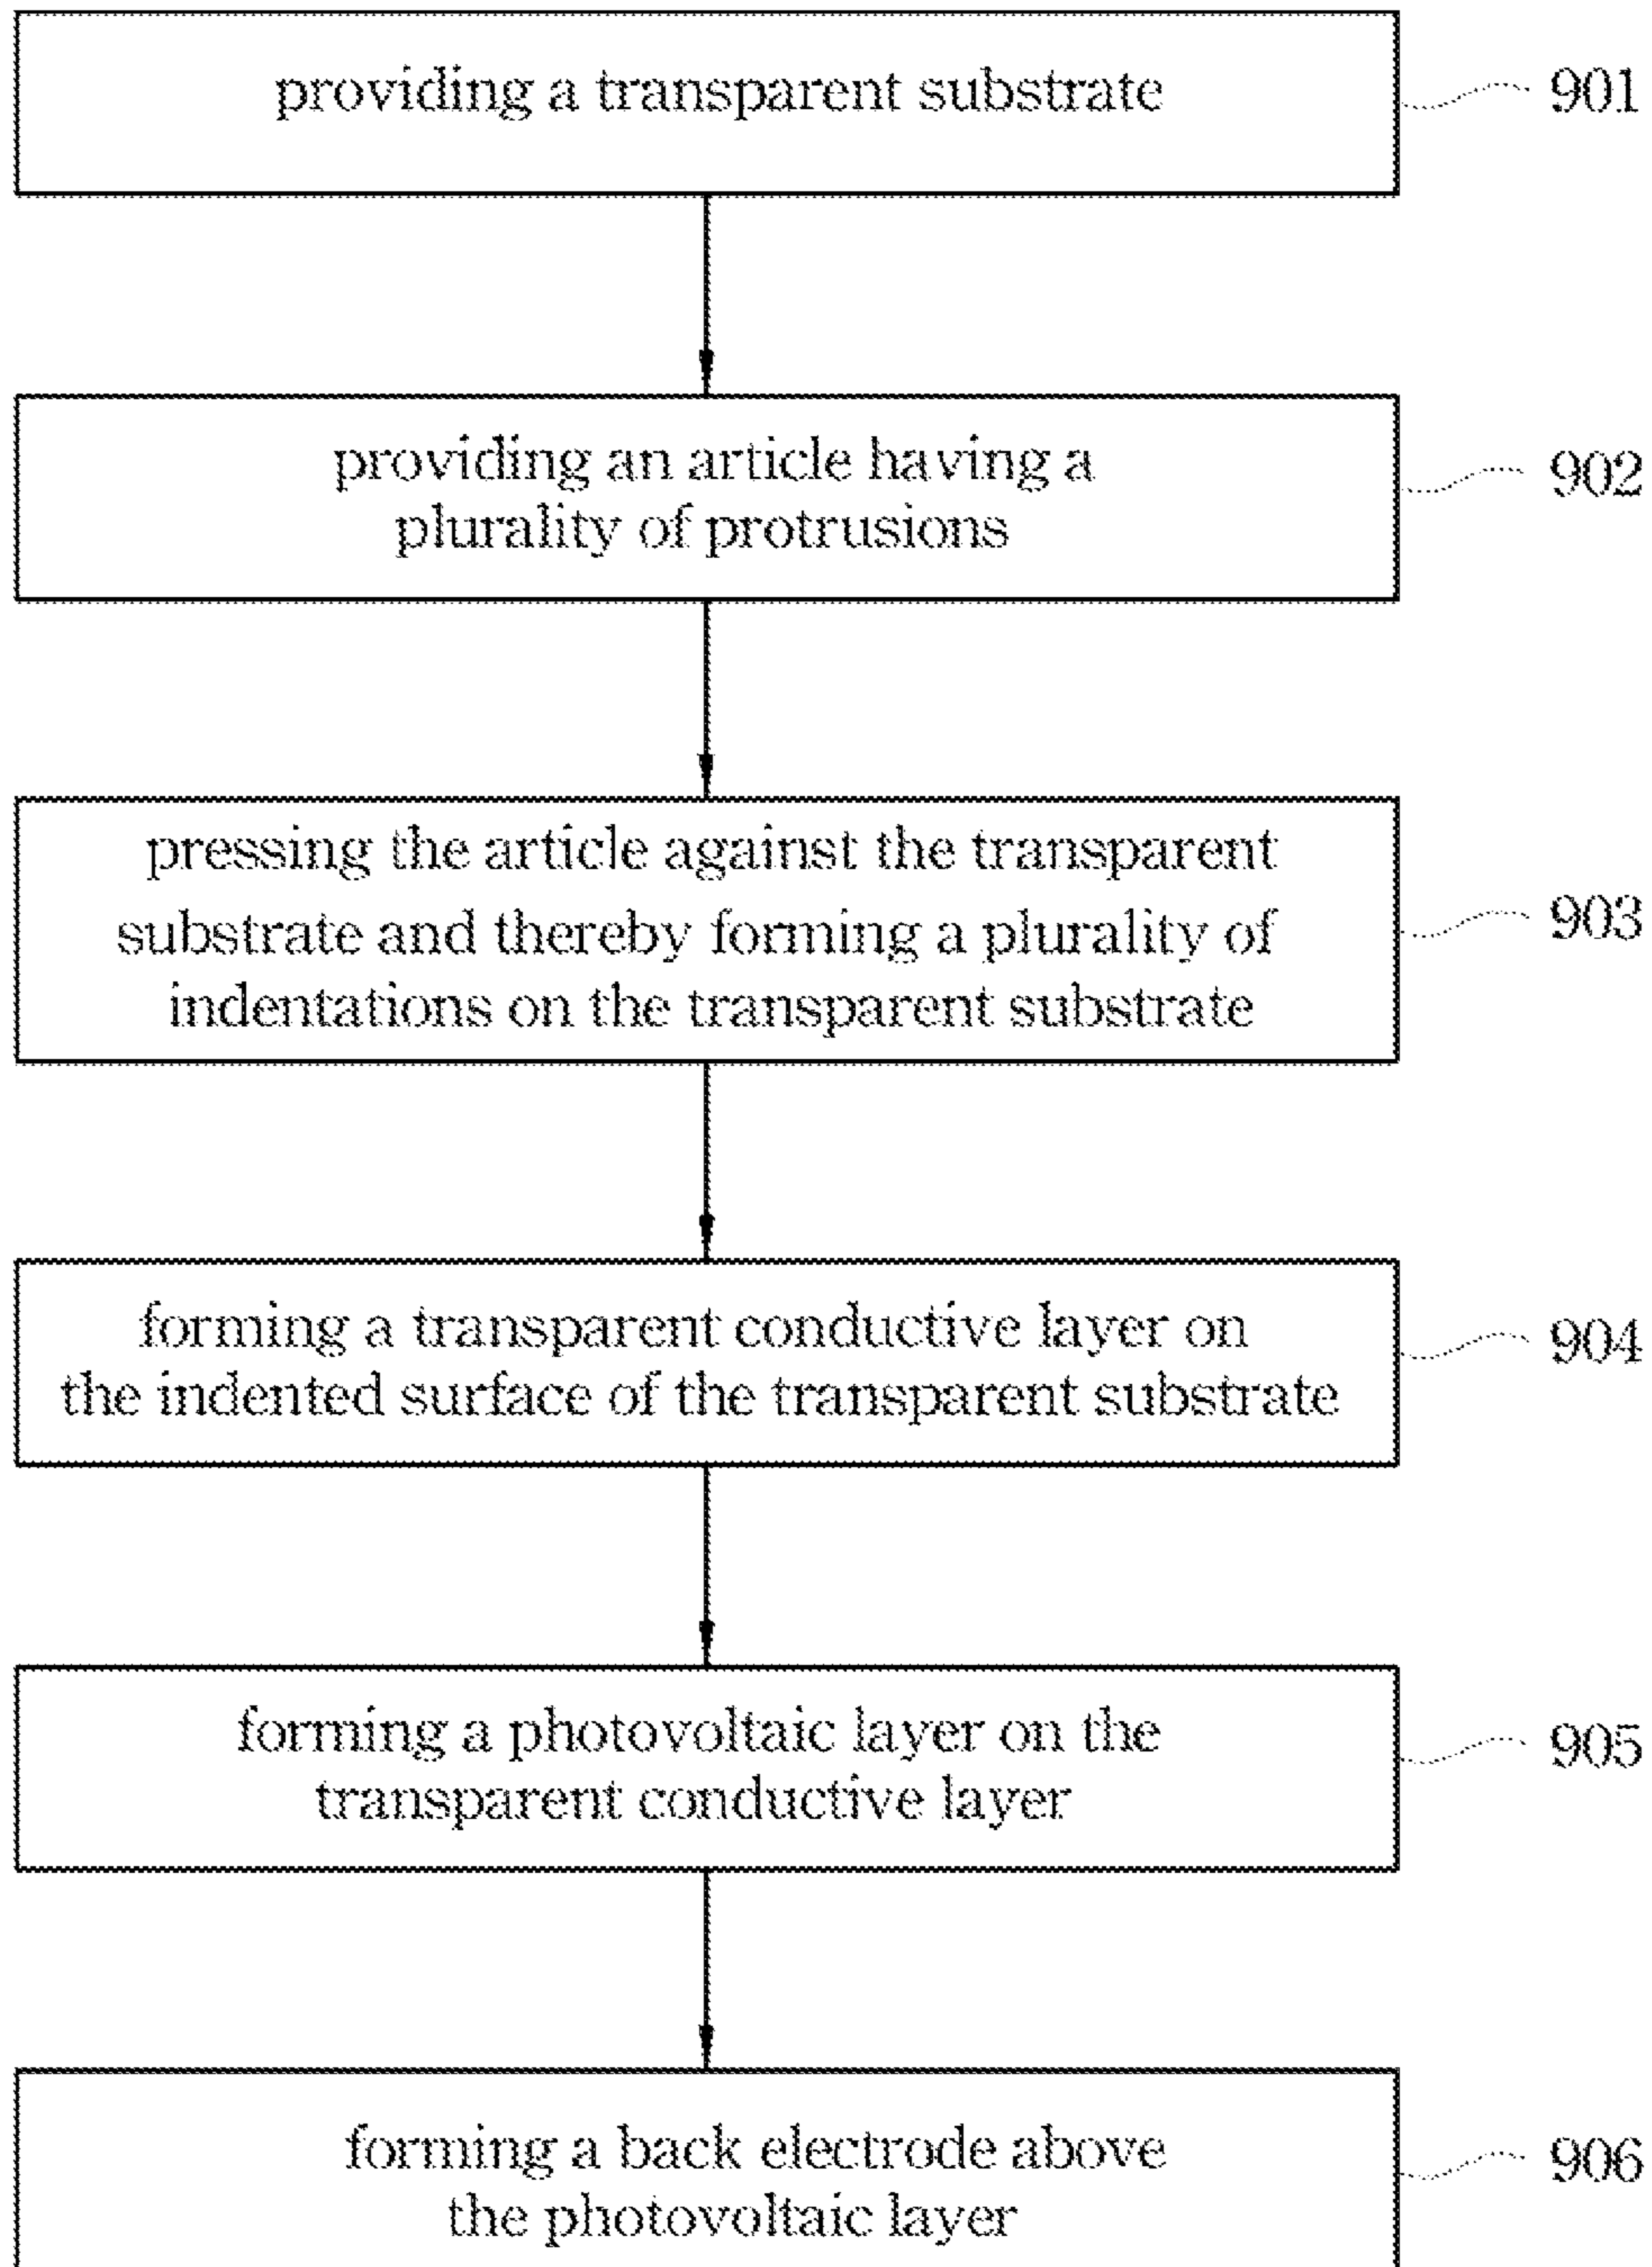 providing a transparent substrate
901
providing an article having a
plurality of protrusions
902
pressing the article against the transparent
substrate and thereby forming a plurality of
indentations on the transparent substrate
903
forming a transparent conductive layer on
the indented surface of the transparent substrate
904
forming a photovoltaic layer on the
transparent conductive layer
905
forming a back electrode above
the photovoltaic layer
906